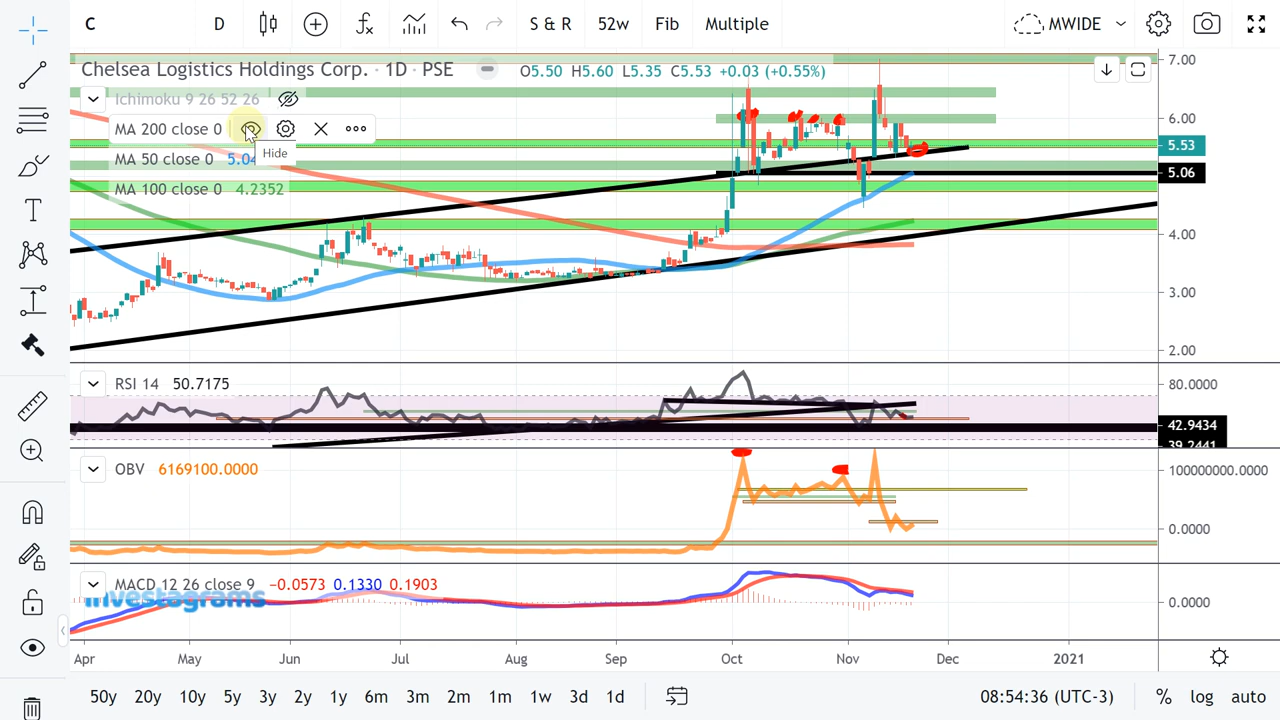 C D S & R 52w Fib Multiple MWIDE
Chelsea Logistics Holdings Corp. · 1D · PSE O5.50 H5.60 L5.35 C5.53 +0.03 (+0.55%)
Ichimoku 9 26 52 26
MA 200 close 0
Hide
MA 50 close 0 5.04
MA 100 close 0 4.2352
7.00
6.00
5.53
5.06
4.00
3.00
2.00
RSI 14 50.7175
80.0000
42.9434
39.2441
OBV 6169100.0000
100000000.0000
0.0000
MACD 12 26 close 9 −0.0573 0.1330 0.1903
Investagrams
0.0000
Apr May Jun Jul Aug Sep Oct Nov Dec 2021
50y 20y 10y 5y 3y 2y 1y 6m 3m 2m 1m 1w 3d 1d 08:54:36 (UTC-3) % log auto